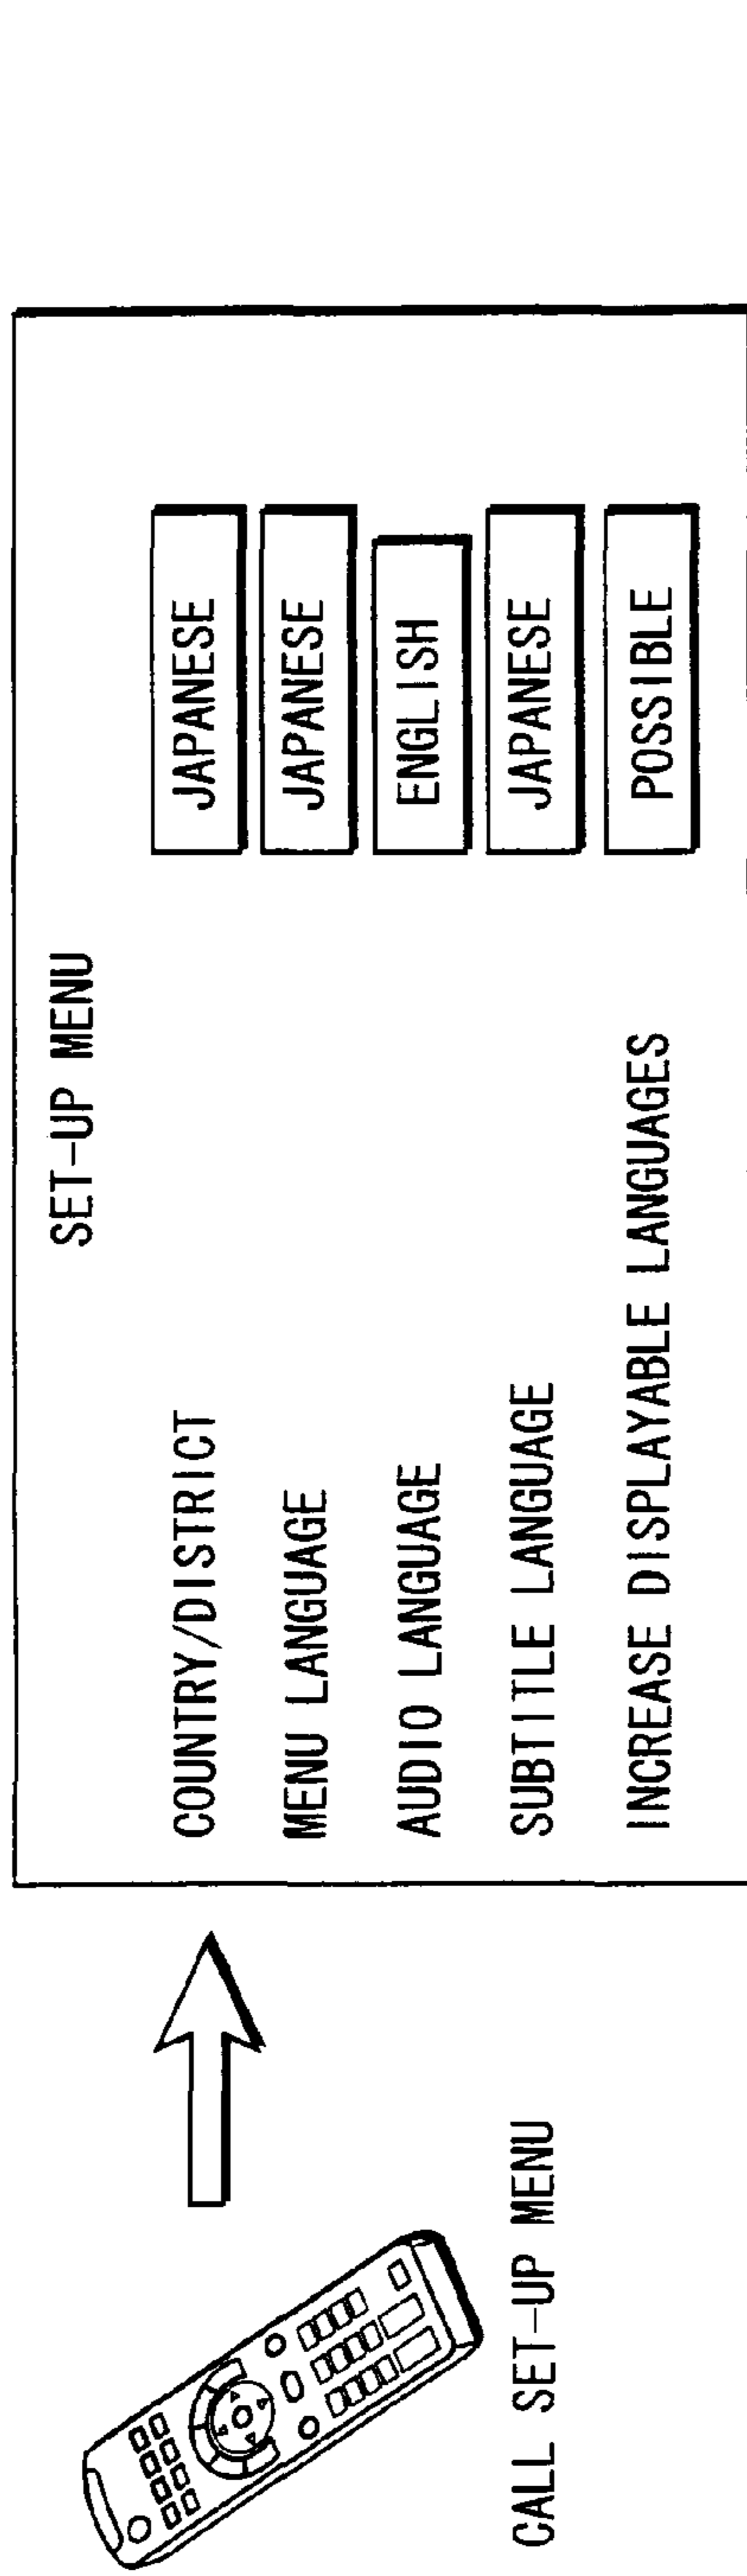 SET-UP MENU
COUNTRY/DISTRICT JAPANESE
MENU LANGUAGE JAPANESE
AUDIO LANGUAGE ENGLISH
SUBTITLE LANGUAGE JAPANESE
INCREASE DISPLAYABLE LANGUAGES POSSIBLE
CALL SET-UP MENU